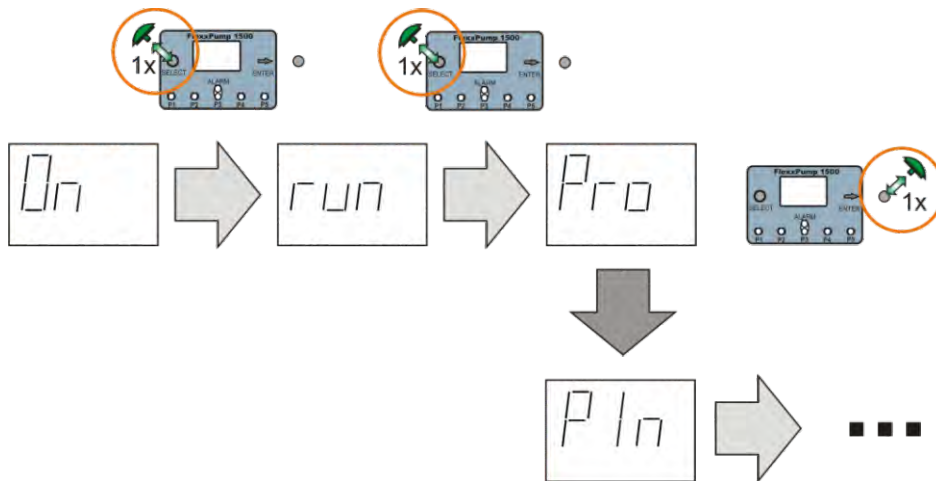 FlexxPump 1500
1x
SELECT
ENTER
ALARM
P1 P2 P3 P4 P5
FlexxPump 1500
1x
SELECT
ENTER
ALARM
P1 P2 P3 P4 P5
On
run
Pro
FlexxPump 1500
SELECT
ENTER
1x
ALARM
P1 P2 P3 P4 P5
PIn